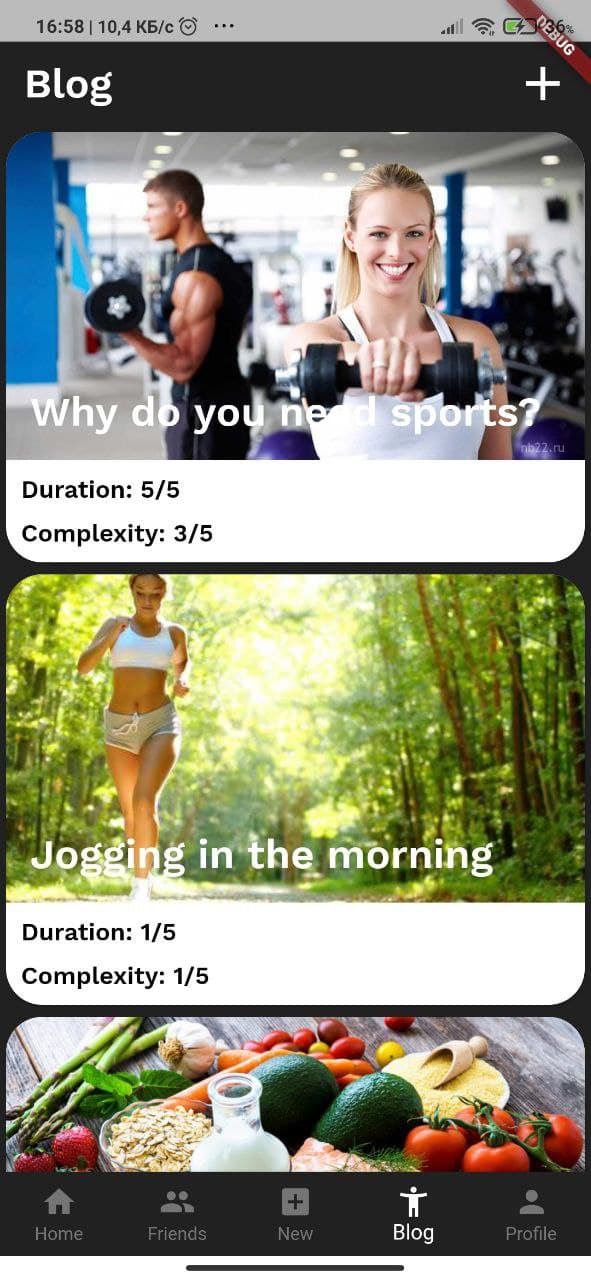 16:58 | 10,4 КБ/с ...
36%
DEBUG
Blog
Why do you need sports?
nb22.ru
Duration: 5/5
Complexity: 3/5
Jogging in the morning
Duration: 1/5
Complexity: 1/5
Home
Friends
New
Blog
Profile